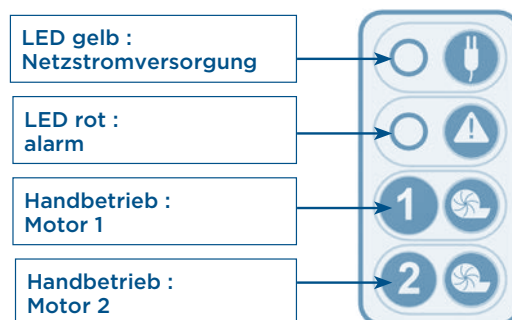 LED gelb :
Netzstromversorgung
LED rot :
alarm
Handbetrieb :
Motor 1
1
Handbetrieb :
Motor 2
2